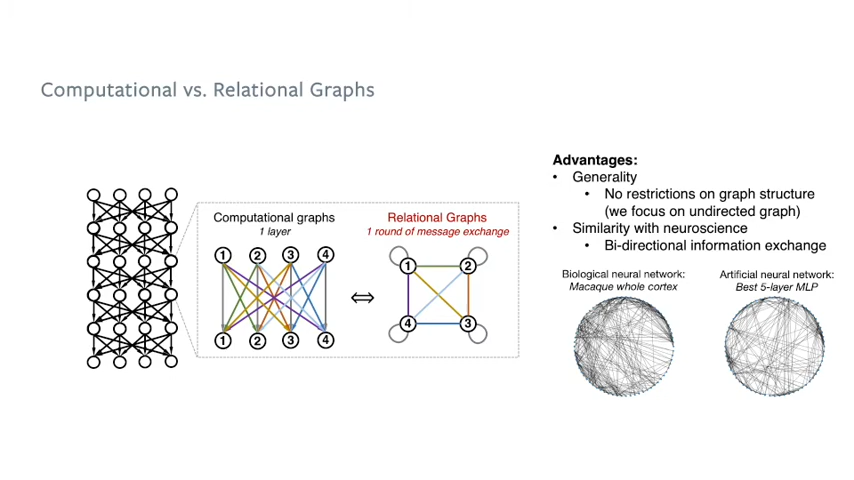 Computational vs. Relational Graphs
Computational graphs
1 layer
1 2 3 4
1 2 3 4
Relational Graphs
1 round of message exchange
1 2
4 3
Advantages:
• Generality
• No restrictions on graph structure
(we focus on undirected graph)
• Similarity with neuroscience
• Bi-directional information exchange
Biological neural network:
Macaque whole cortex
Artificial neural network:
Best 5-layer MLP